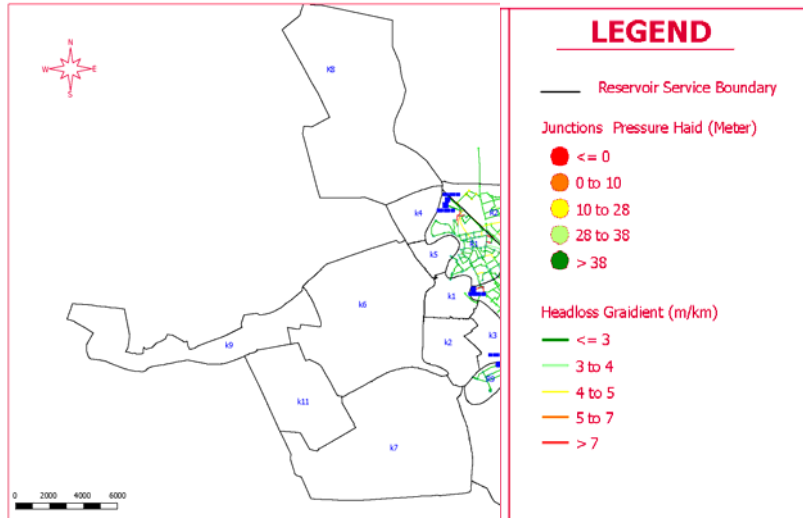 N
W E
S
K8
k4
R2
R1
k5
k6
k1
k9
k2
k3
k11
k7
0 2000 4000 6000
LEGEND
Reservoir Service Boundary
Junctions Pressure Haid (Meter)
<= 0
0 to 10
10 to 28
28 to 38
> 38
Headloss Graidient (m/km)
<= 3
3 to 4
4 to 5
5 to 7
> 7